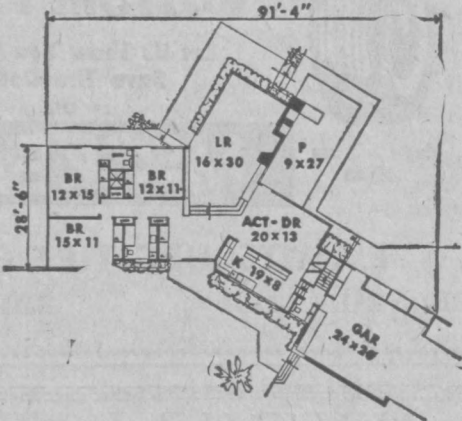 91'-4"
LR
16 x 30
P
9 x 27
BR
12 x 15
BR
12 x 11
28'-6"
BR
15 x 11
ACT-DR
20 x 13
K 19 x 8
GAR
24 x 26